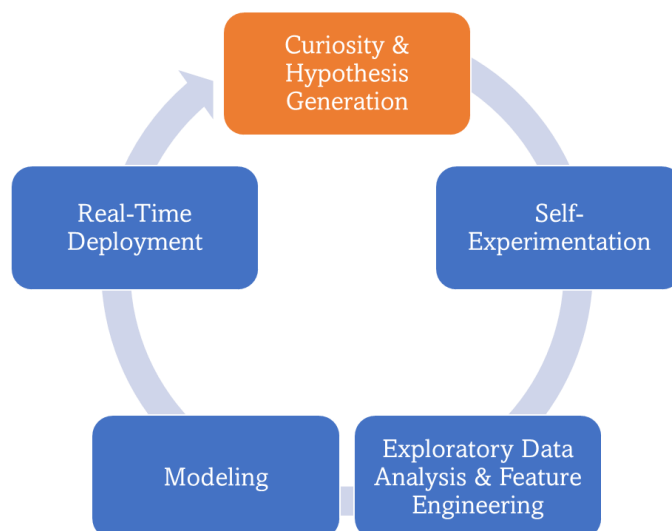 Curiosity &
Hypothesis
Generation
Self-
Experimentation
Exploratory Data
Analysis & Feature
Engineering
Modeling
Real-Time
Deployment